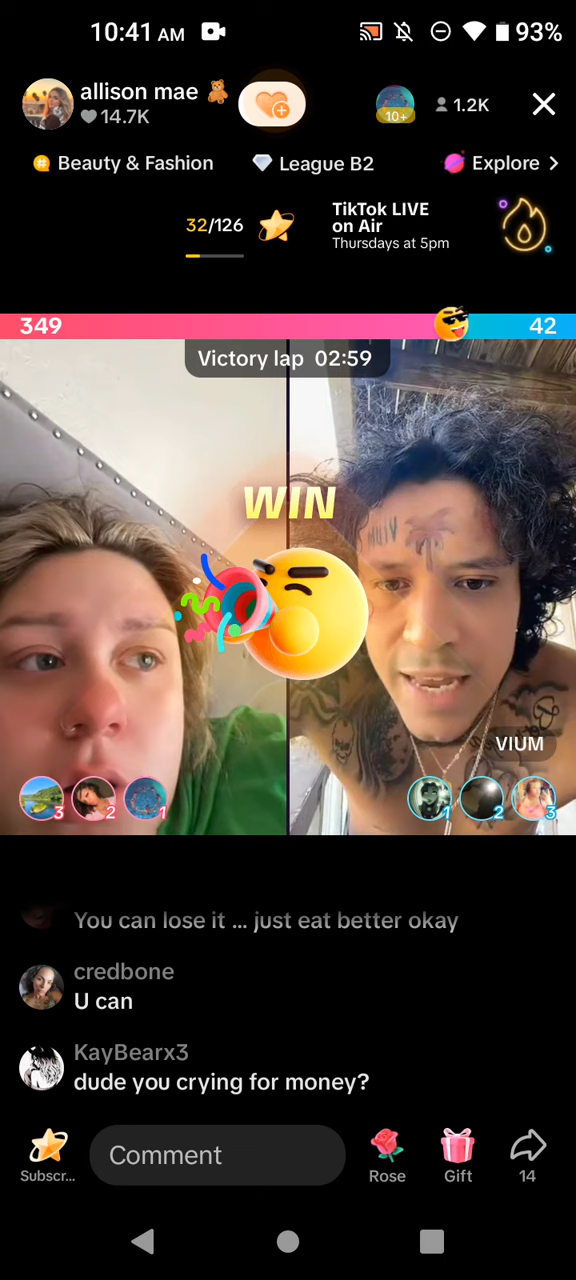 10:41 AM
93%
allison mae
14.7K
10+
1.2K
Beauty & Fashion
League B2
Explore
32/126
TikTok LIVE
on Air
Thursdays at 5pm
349
42
Victory lap 02:59
WIN
VIUM
3
2
1
1
2
3
You can lose it ... just eat better okay
credbone
U can
KayBearx3
dude you crying for money?
Subscr...
Comment
Rose
Gift
14